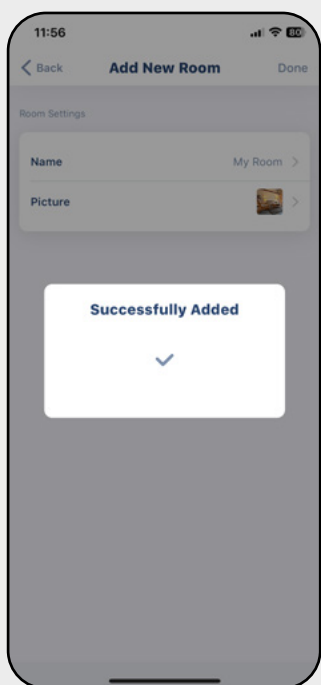 11:56
80
Back Add New Room Done
Room Settings
Name My Room
Picture
Successfully Added